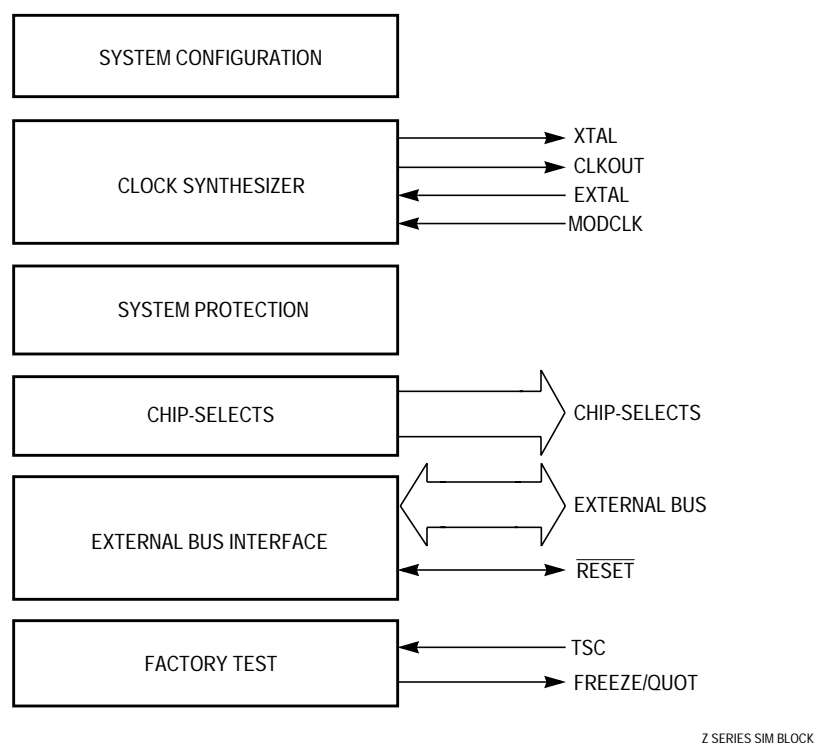 SYSTEM CONFIGURATION
CLOCK SYNTHESIZER
XTAL
CLKOUT
EXTAL
MODCLK
SYSTEM PROTECTION
CHIP-SELECTS
CHIP-SELECTS
EXTERNAL BUS INTERFACE
EXTERNAL BUS
RESET
FACTORY TEST
TSC
FREEZE/QUOT
Z SERIES SIM BLOCK